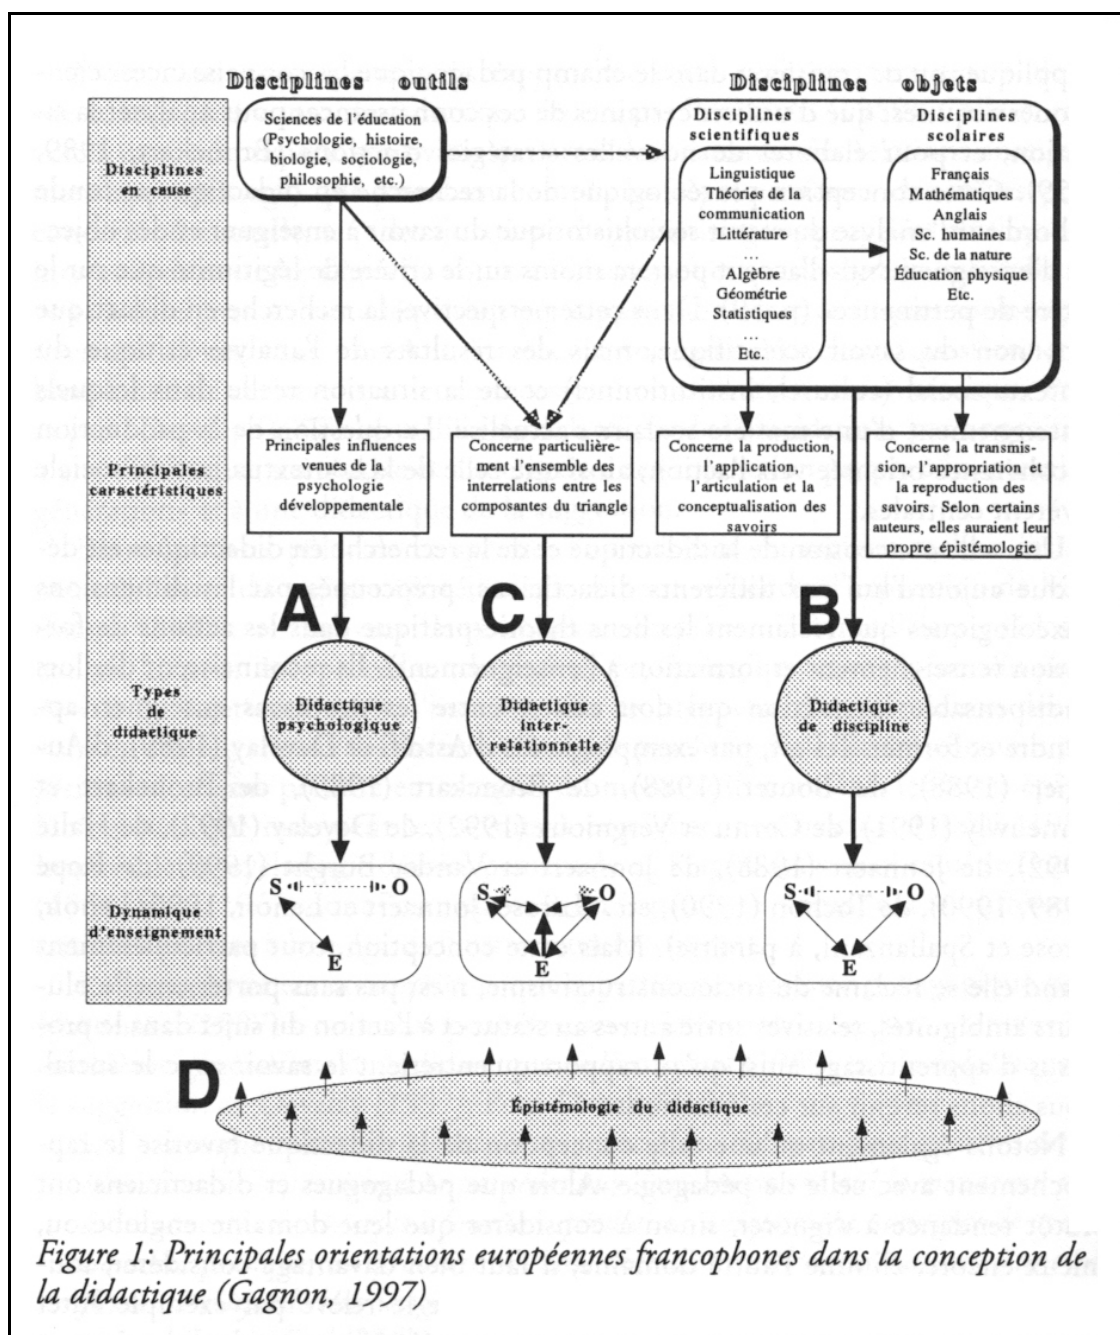 Disciplines outils
Disciplines objets
Disciplines
en cause
Sciences de l'éducation
(Psychologie, histoire
biologie, sociologie,
philosophie, etc.)
Disciplines
scientifiques
Linguistique
Théories de la
communication
Littérature
...
Algèbre
Géométrie
Statistiques
...
Etc.
Disciplines
scolaires
Français
Mathématiques
Anglais
Sc. humaines
Sc. de la nature
Éducation physique
Etc.
Principales
caractéristiques
Principales influences
venues de la
psychologie
développementale
Concerne particulière-
ment l'ensemble des
interrelations entre les
composantes du triangle
Concerne la production,
l'application,
l'articulation et la
conceptualisation des
savoirs
Concerne la transmis-
sion, l'appropriation et
la reproduction des
savoirs. Selon certains
auteurs, elles auraient leur
propre épistémologie
A
C
B
Types
de
didactique
Didactique
psychologique
Didactique
inter-
relationnelle
Didactique
de discipline
Dynamique
d'enseignement
S O
E
S O
E
S O
E
D
Épistémologie du didactique
Figure 1: Principales orientations européennes francophones dans la conception de
la didactique (Gagnon, 1997)